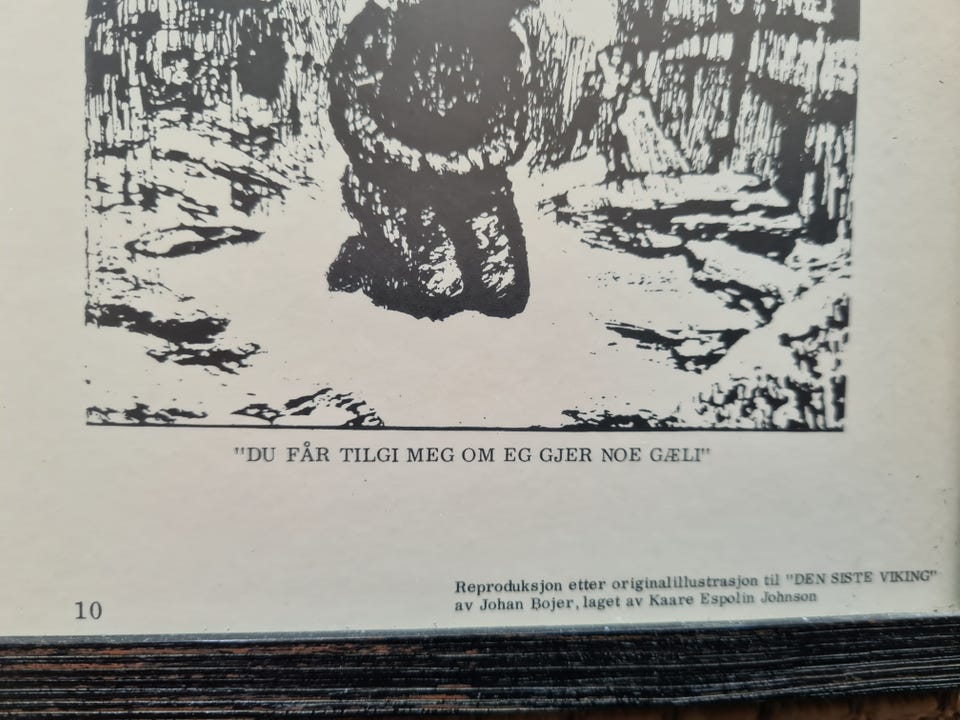 "DU FÅR TILGI MEG OM EG GJER NOE GÆLI"
Reproduksjon etter originalillustrasjon til "DEN SISTE VIKING"
av Johan Bojer, laget av Kaare Espolin Johnson
10